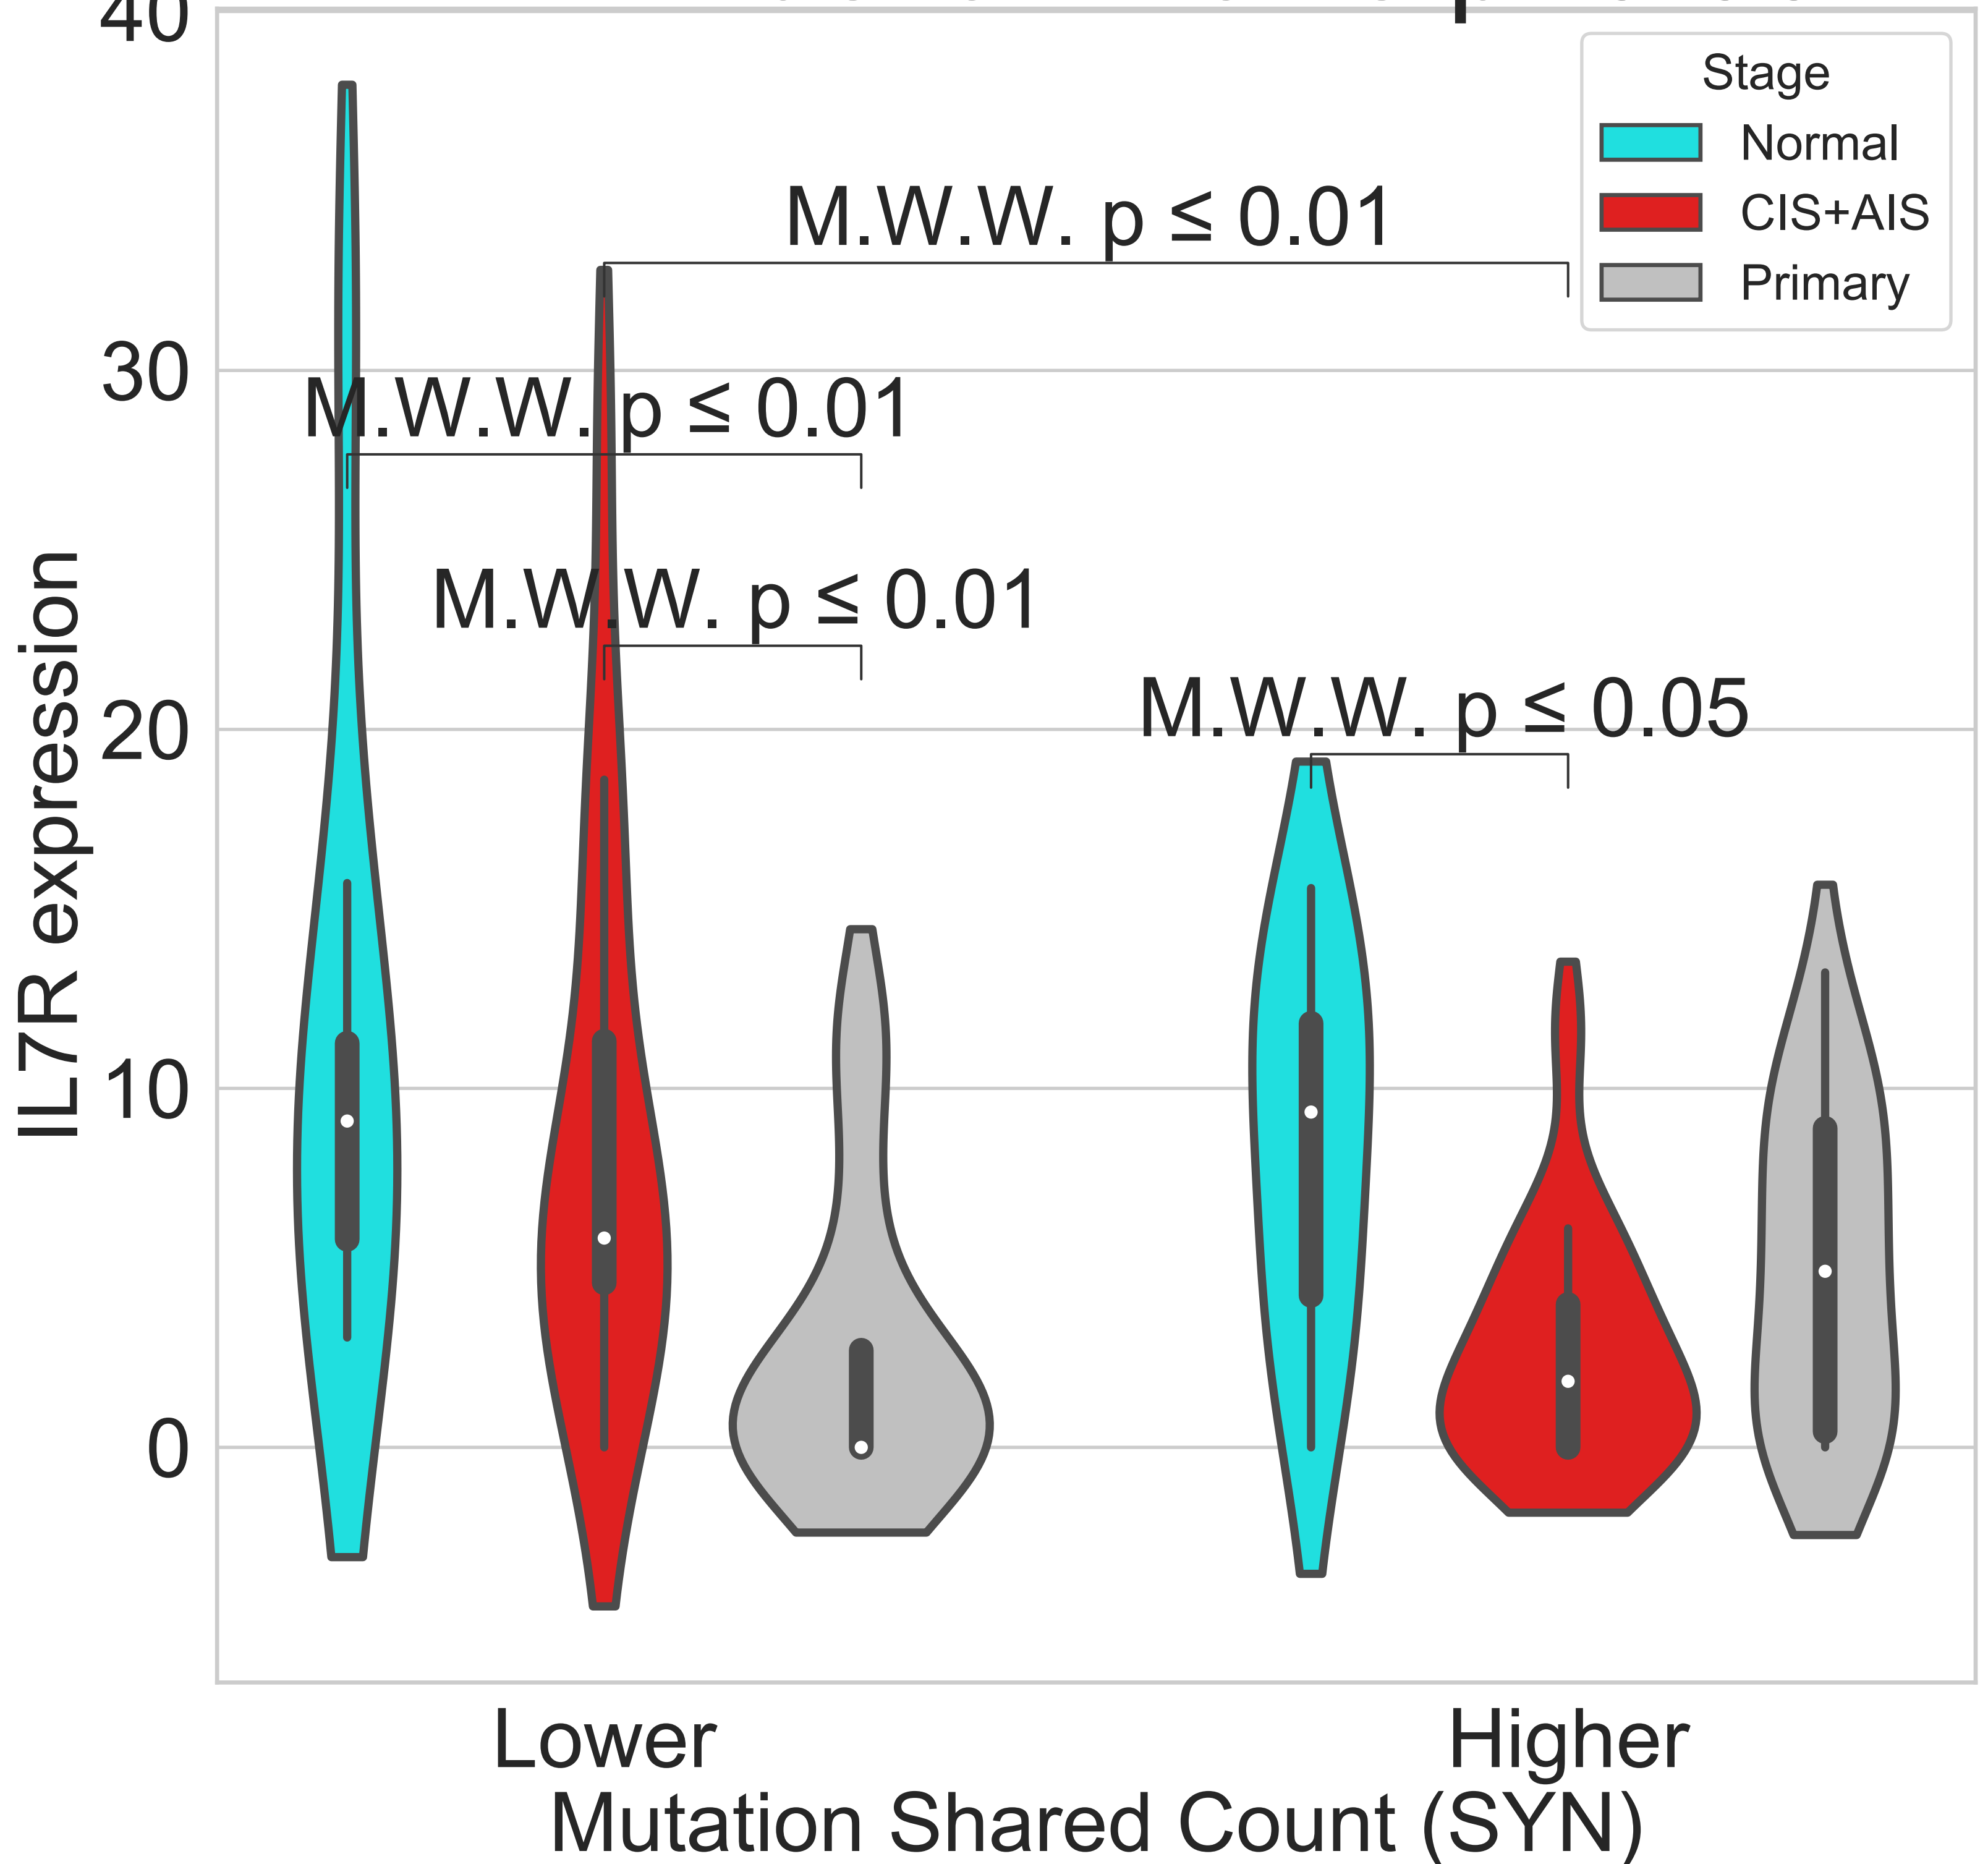 40
Stage
Normal
CIS+AIS
Primary
M.W.W. p ≤ 0.01
30
M.W.W. p ≤ 0.01
M.W.W. p ≤ 0.01
M.W.W. p ≤ 0.05
20
10
0
IL7R expression
Lower
Higher
Mutation Shared Count (SYN)